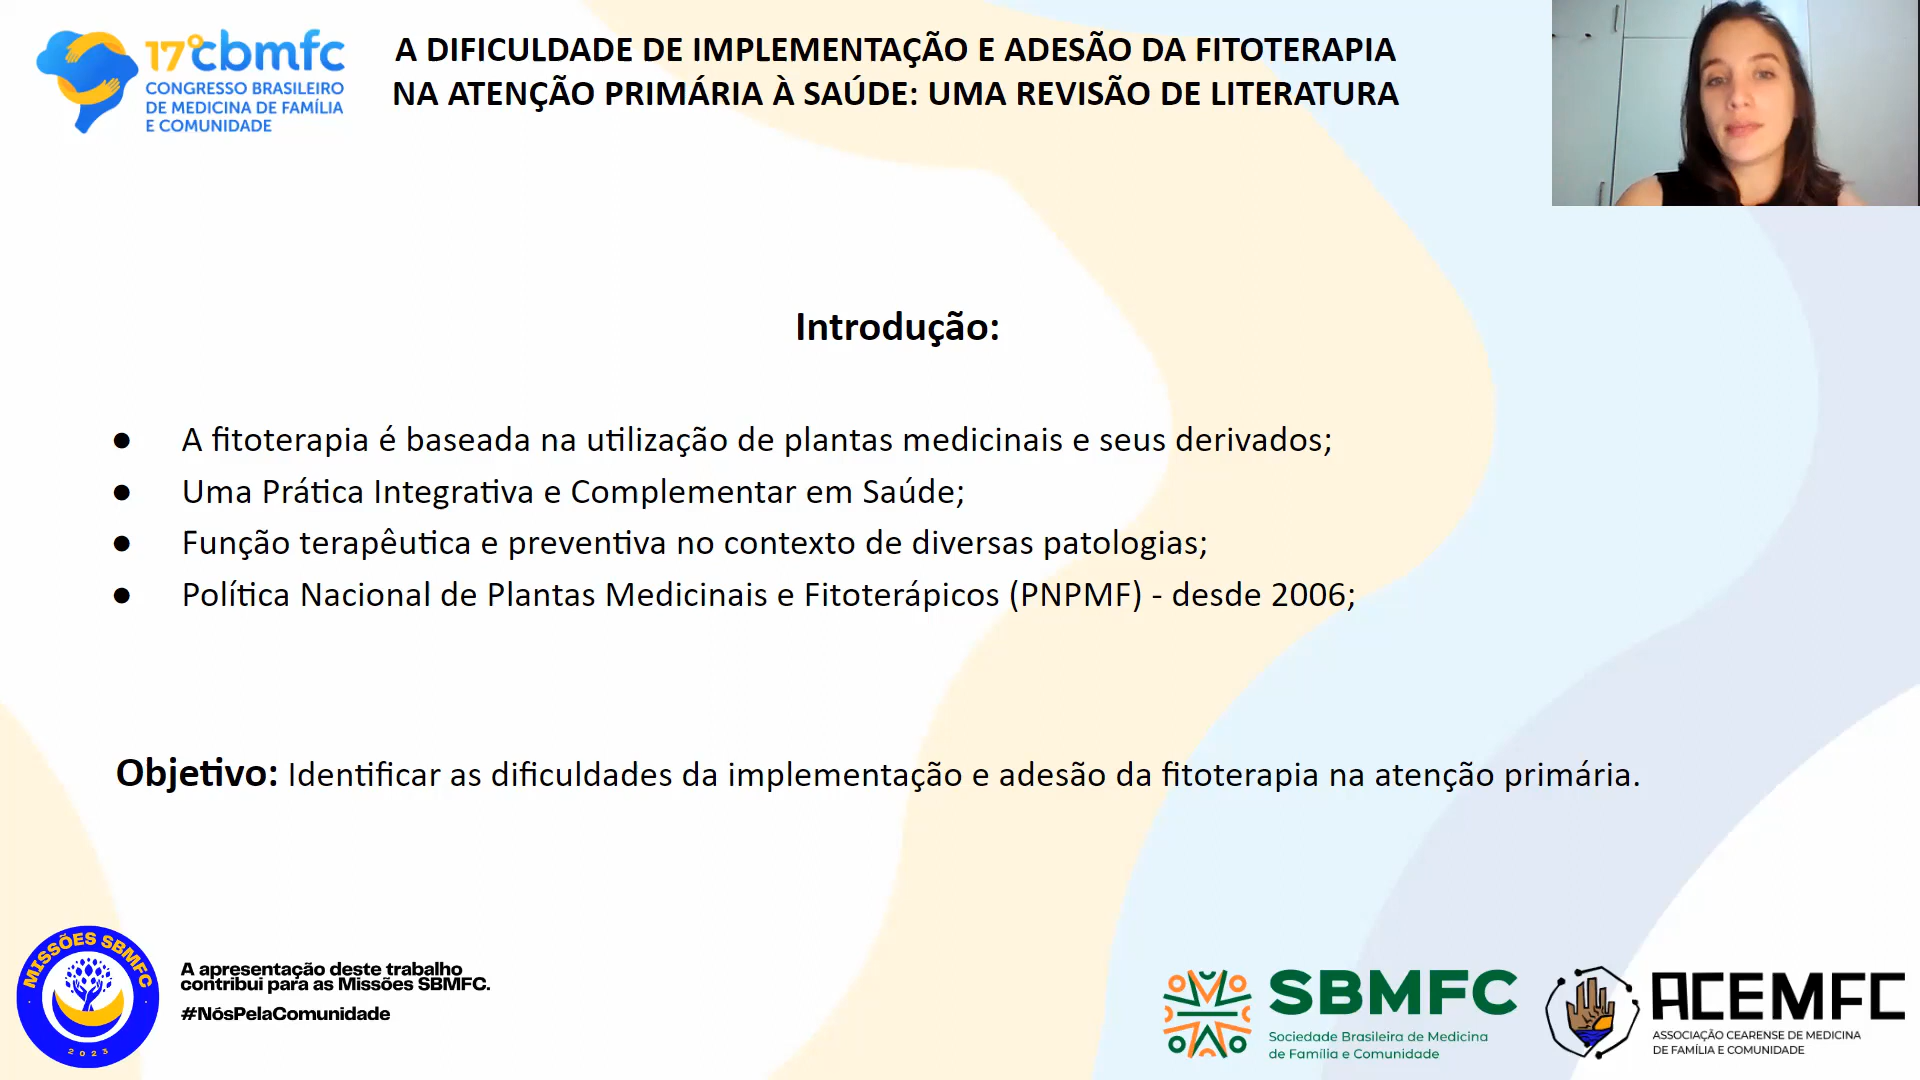 17º cbmfc
CONGRESSO BRASILEIRO
DE MEDICINA DE FAMÍLIA
E COMUNIDADE
A DIFICULDADE DE IMPLEMENTAÇÃO E ADESÃO DA FITOTERAPIA
NA ATENÇÃO PRIMÁRIA À SAÚDE: UMA REVISÃO DE LITERATURA
Introdução:
● A fitoterapia é baseada na utilização de plantas medicinais e seus derivados;
● Uma Prática Integrativa e Complementar em Saúde;
● Função terapêutica e preventiva no contexto de diversas patologias;
● Política Nacional de Plantas Medicinais e Fitoterápicos (PNPMF) - desde 2006;
Objetivo: Identificar as dificuldades da implementação e adesão da fitoterapia na atenção primária.
MISSÕES SBMFC
2023
A apresentação deste trabalho
contribui para as Missões SBMFC.
#NósPelaComunidade
SBMFC
Sociedade Brasileira de Medicina
de Família e Comunidade
ACEMFC
ASSOCIAÇÃO CEARENSE DE MEDICINA
DE FAMÍLIA E COMUNIDADE